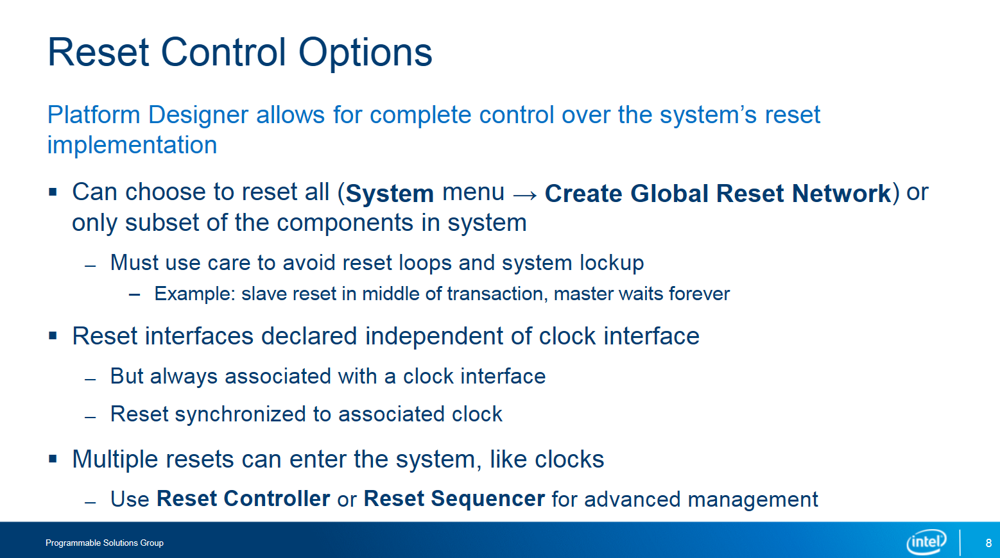 Reset Control Options
Platform Designer allows for complete control over the system’s reset
implementation
▪ Can choose to reset all (System menu → Create Global Reset Network) or
only subset of the components in system
– Must use care to avoid reset loops and system lockup
– Example: slave reset in middle of transaction, master waits forever
▪ Reset interfaces declared independent of clock interface
– But always associated with a clock interface
– Reset synchronized to associated clock
▪ Multiple resets can enter the system, like clocks
– Use Reset Controller or Reset Sequencer for advanced management
Programmable Solutions Group
intel
8